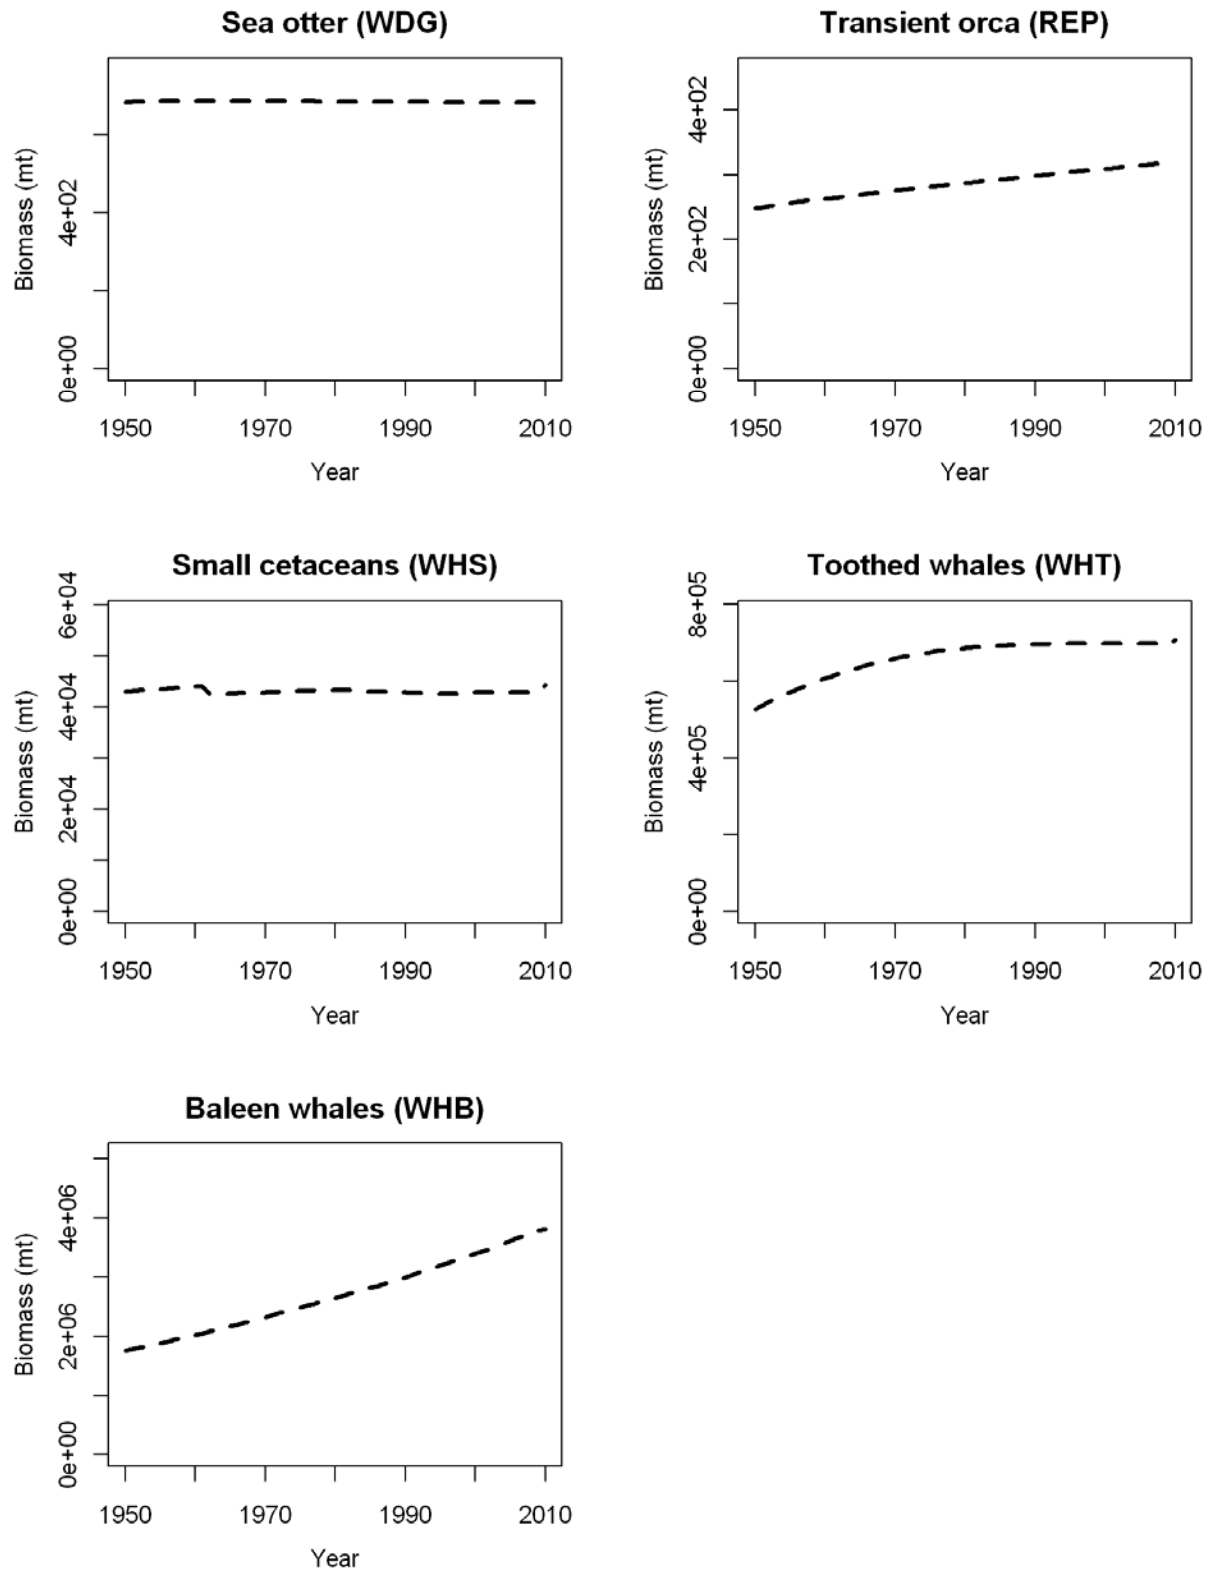 Sea otter (WDG)
Biomass (mt)
4e+02
0e+00
1950 1970 1990 2010
Year
Transient orca (REP)
Biomass (mt)
4e+02
2e+02
0e+00
1950 1970 1990 2010
Year
Small cetaceans (WHS)
Biomass (mt)
6e+04
4e+04
2e+04
0e+00
1950 1970 1990 2010
Year
Toothed whales (WHT)
Biomass (mt)
8e+05
4e+05
0e+00
1950 1970 1990 2010
Year
Baleen whales (WHB)
Biomass (mt)
4e+06
2e+06
0e+00
1950 1970 1990 2010
Year